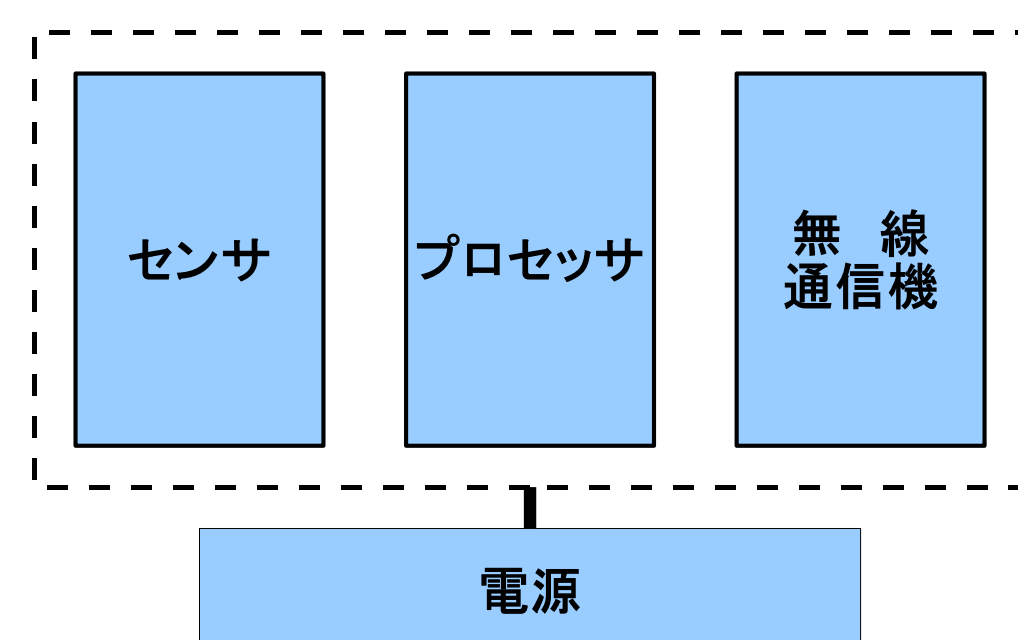 センサ
プロセッサ
無　線
通信機
電源